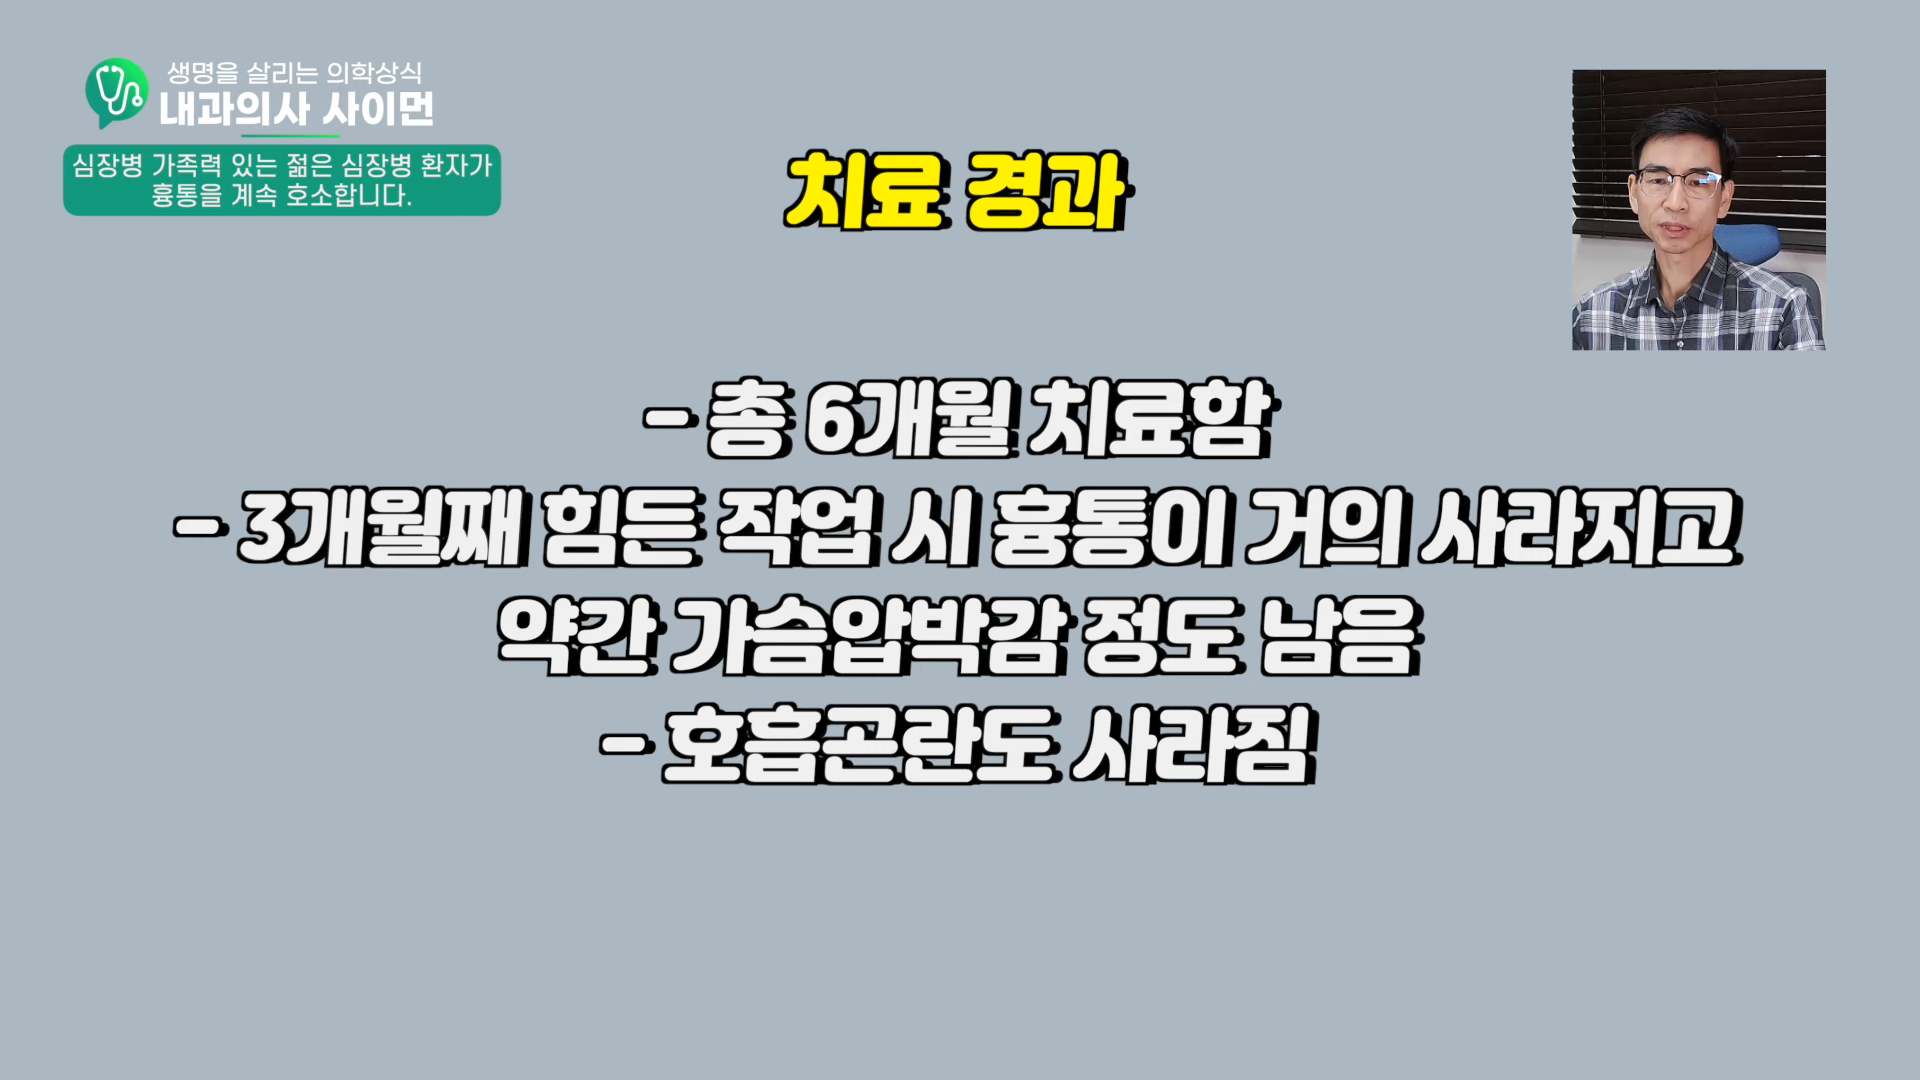 생명을 살리는 의학상식
내과의사 사이먼
심장병 가족력 있는 젊은 심장병 환자가
흉통을 계속 호소합니다.
치료 경과
- 총 6개월 치료함
- 3개월째 힘든 작업 시 흉통이 거의 사라지고
약간 가슴압박감 정도 남음
- 호흡곤란도 사라짐